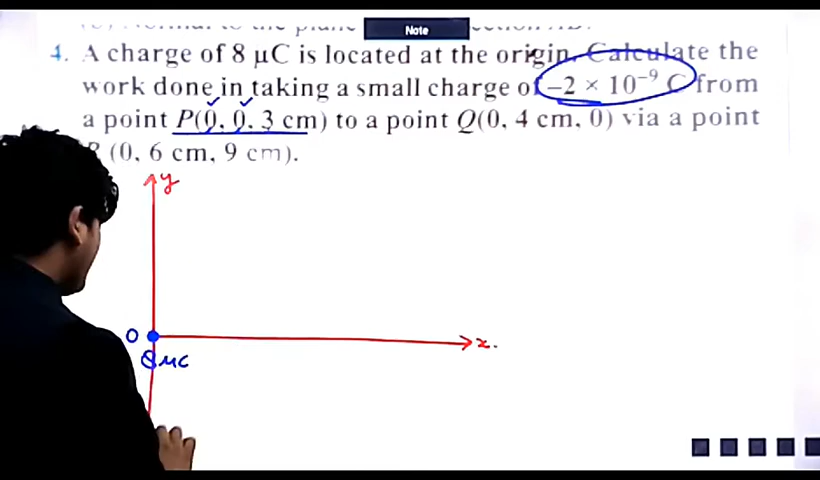 Note
4. A charge of 8 μC is located at the origin. Calculate the
work done in taking a small charge of −2 × 10⁻⁹ C from
a point P(0, 0, 3 cm) to a point Q(0, 4 cm, 0) via a point
(0, 6 cm, 9 cm).
y
O
x.
8μC